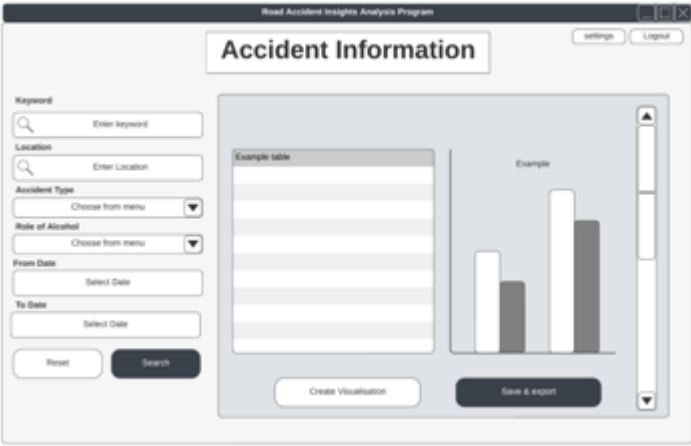 Road Accident Insights Analysis Program
settings
Logout
Accident Information
Keyword
Enter keyword
Location
Enter Location
Accident Type
Choose from menu
Role of Alcohol
Choose from menu
From Date
Select Date
To Date
Select Date
Reset
Search
Example table
Example
Create Visualisation
Save & export